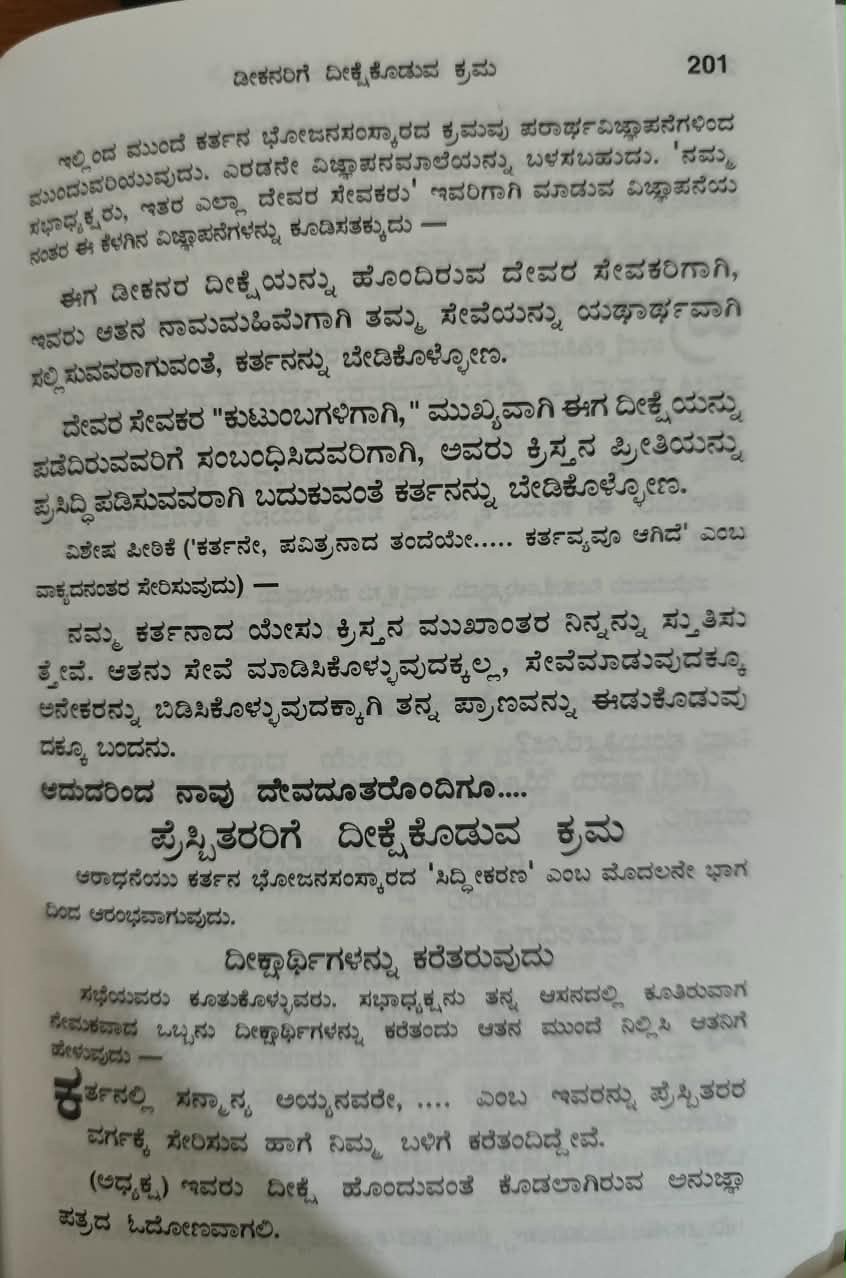 ಡೀಕನರಿಗೆ ದೀಕ್ಷೆಕೊಡುವ ಕ್ರಮ 201
ಇಲ್ಲಿಂದ ಮುಂದೆ ಕರ್ತನ ಭೋಜನಸಂಸ್ಕಾರದ ಕ್ರಮವು ಪರಾರ್ಥವಿಜ್ಞಾಪನೆಗಳಿಂದ
ಮುಂದುವರಿಯುವುದು. ಎರಡನೇ ವಿಜ್ಞಾಪನಮಾಲೆಯನ್ನು ಬಳಸಬಹುದು. 'ನಮ್ಮ
ಸಭಾಧ್ಯಕ್ಷರು, ಇತರ ಎಲ್ಲಾ ದೇವರ ಸೇವಕರು' ಇವರಿಗಾಗಿ ಮಾಡುವ ವಿಜ್ಞಾಪನೆಯ
ನಂತರ ಈ ಕೆಳಗಿನ ವಿಜ್ಞಾಪನೆಗಳನ್ನು ಕೂಡಿಸತಕ್ಕುದು —
ಈಗ ಡೀಕನರ ದೀಕ್ಷೆಯನ್ನು ಹೊಂದಿರುವ ದೇವರ ಸೇವಕರಿಗಾಗಿ,
ಇವರು ಆತನ ನಾಮಮಹಿಮೆಗಾಗಿ ತಮ್ಮ ಸೇವೆಯನ್ನು ಯಥಾರ್ಥವಾಗಿ
ಸಲ್ಲಿಸುವವರಾಗುವಂತೆ, ಕರ್ತನನ್ನು ಬೇಡಿಕೊಳ್ಳೋಣ.
ದೇವರ ಸೇವಕರ "ಕುಟುಂಬಗಳಿಗಾಗಿ," ಮುಖ್ಯವಾಗಿ ಈಗ ದೀಕ್ಷೆಯನ್ನು
ಪಡೆದಿರುವವರಿಗೆ ಸಂಬಂಧಿಸಿದವರಿಗಾಗಿ, ಅವರು ಕ್ರಿಸ್ತನ ಪ್ರೀತಿಯನ್ನು
ಪ್ರಸಿದ್ಧಿಪಡಿಸುವವರಾಗಿ ಬದುಕುವಂತೆ ಕರ್ತನನ್ನು ಬೇಡಿಕೊಳ್ಳೋಣ.
ವಿಶೇಷ ಪೀಠಿಕೆ ('ಕರ್ತನೇ, ಪವಿತ್ರನಾದ ತಂದೆಯೇ..... ಕರ್ತವ್ಯವೂ ಆಗಿದೆ' ಎಂಬ
ವಾಕ್ಯದನಂತರ ಸೇರಿಸುವುದು) —
ನಮ್ಮ ಕರ್ತನಾದ ಯೇಸು ಕ್ರಿಸ್ತನ ಮುಖಾಂತರ ನಿನ್ನನ್ನು ಸ್ತುತಿಸು
ತ್ತೇವೆ. ಆತನು ಸೇವೆ ಮಾಡಿಸಿಕೊಳ್ಳುವುದಕ್ಕಲ್ಲ, ಸೇವೆಮಾಡುವುದಕ್ಕೂ
ಅನೇಕರನ್ನು ಬಿಡಿಸಿಕೊಳ್ಳುವುದಕ್ಕಾಗಿ ತನ್ನ ಪ್ರಾಣವನ್ನು ಈಡುಕೊಡುವು
ದಕ್ಕೂ ಬಂದನು.
ಆದುದರಿಂದ ನಾವು ದೇವದೂತರೊಂದಿಗೂ....
ಪ್ರೆಸ್ಬಿತರರಿಗೆ ದೀಕ್ಷೆಕೊಡುವ ಕ್ರಮ
ಆರಾಧನೆಯು ಕರ್ತನ ಭೋಜನಸಂಸ್ಕಾರದ 'ಸಿದ್ಧೀಕರಣ' ಎಂಬ ಮೊದಲನೇ ಭಾಗ
ದಿಂದ ಆರಂಭವಾಗುವುದು.
ದೀಕ್ಷಾರ್ಥಿಗಳನ್ನು ಕರೆತರುವುದು
ಸಭೆಯವರು ಕೂತುಕೊಳ್ಳುವರು. ಸಭಾಧ್ಯಕ್ಷನು ತನ್ನ ಆಸನದಲ್ಲಿ ಕೂತಿರುವಾಗ
ನೇಮಕವಾದ ಒಬ್ಬನು ದೀಕ್ಷಾರ್ಥಿಗಳನ್ನು ಕರೆತಂದು ಆತನ ಮುಂದೆ ನಿಲ್ಲಿಸಿ ಆತನಿಗೆ
ಹೇಳುವುದು —
ಕರ್ತನಲ್ಲಿ ಸನ್ಮಾನ್ಯ ಅಯ್ಯನವರೇ, .... ಎಂಬ ಇವರನ್ನು ಪ್ರೆಸ್ಬಿತರರ
ವರ್ಗಕ್ಕೆ ಸೇರಿಸುವ ಹಾಗೆ ನಿಮ್ಮ ಬಳಿಗೆ ಕರೆತಂದಿದ್ದೇವೆ.
(ಅಧ್ಯಕ್ಷ) ಇವರು ದೀಕ್ಷೆ ಹೊಂದುವಂತೆ ಕೊಡಲಾಗಿರುವ ಅನುಜ್ಞಾ
ಪತ್ರದ ಓದೋಣವಾಗಲಿ.